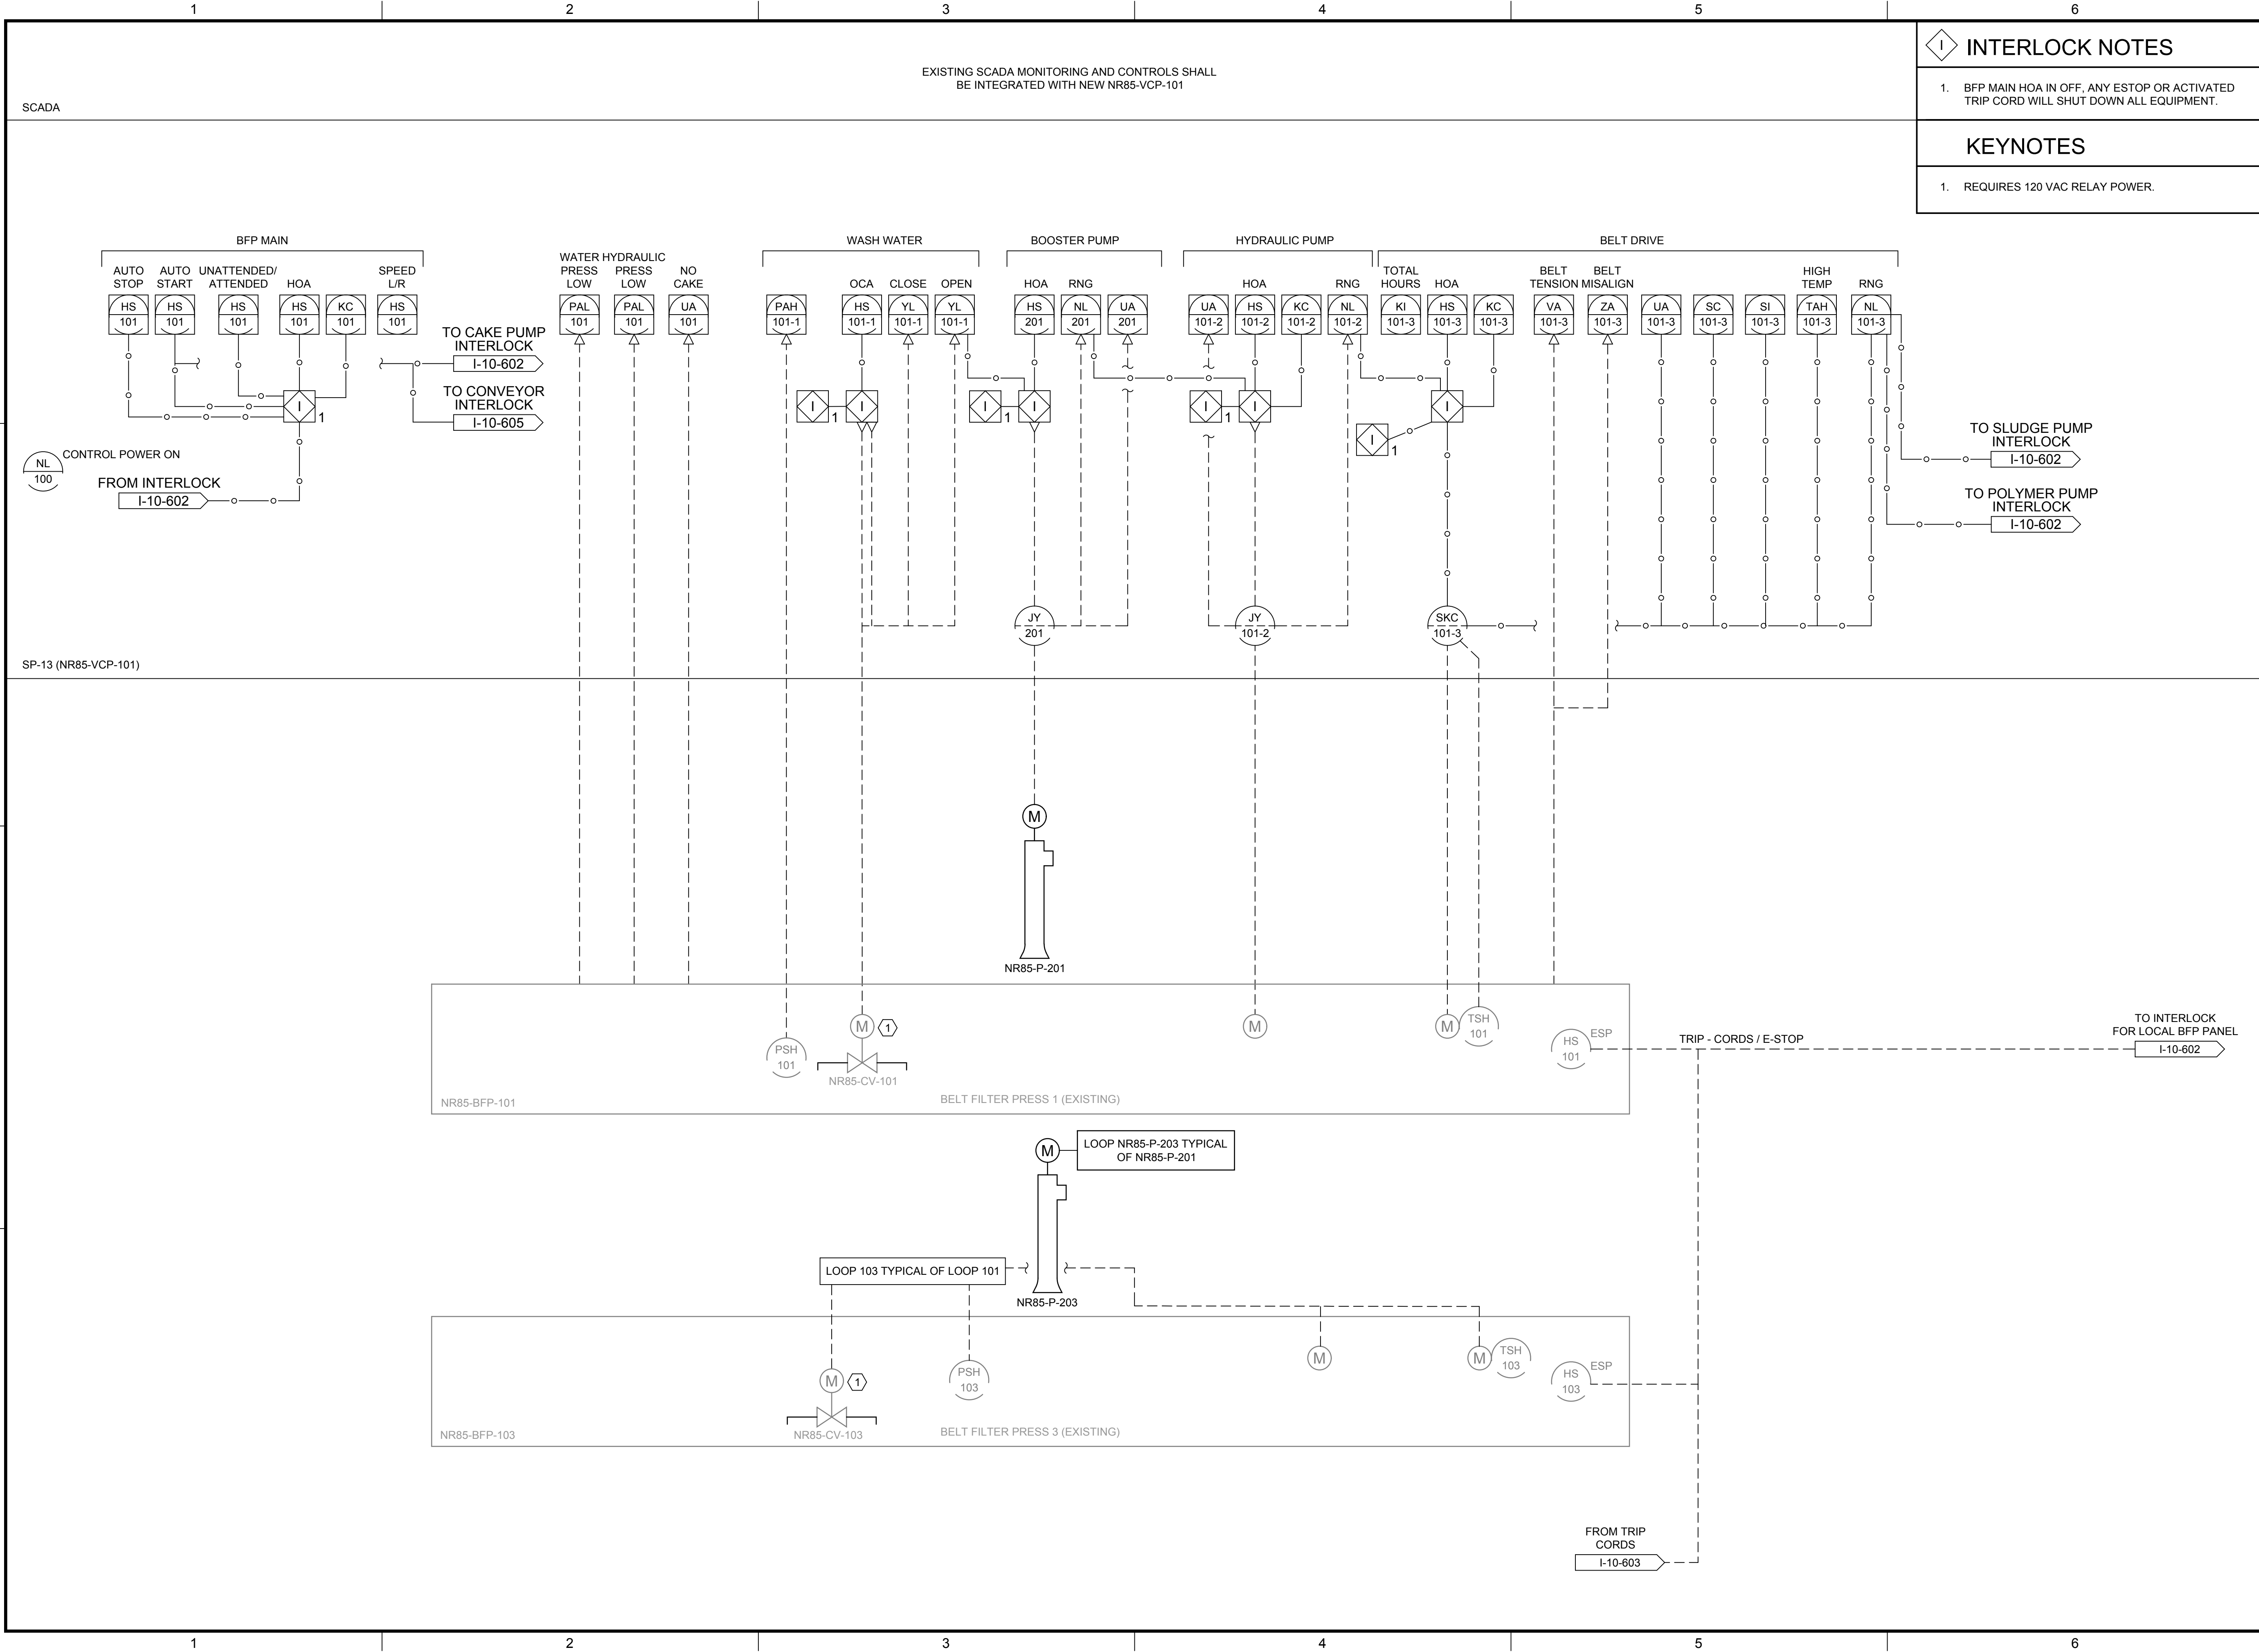 1 2 3 4 5 6
EXISTING SCADA MONITORING AND CONTROLS SHALL
BE INTEGRATED WITH NEW NR85-VCP-101
SCADA
I INTERLOCK NOTES
1. BFP MAIN HOA IN OFF, ANY ESTOP OR ACTIVATED
TRIP CORD WILL SHUT DOWN ALL EQUIPMENT.
KEYNOTES
1. REQUIRES 120 VAC RELAY POWER.
BFP MAIN
AUTO
STOP
HS
101
AUTO
START
HS
101
UNATTENDED/
ATTENDED
HS
101
HOA
HS
101
KC
101
SPEED
L/R
HS
101
I
1
TO CAKE PUMP
INTERLOCK
I-10-602
TO CONVEYOR
INTERLOCK
I-10-605
NL
100
CONTROL POWER ON
FROM INTERLOCK
I-10-602
WATER
PRESS
LOW
PAL
101
HYDRAULIC
PRESS
LOW
PAL
101
NO
CAKE
UA
101
WASH WATER
PAH
101-1
OCA
HS
101-1
CLOSE
YL
101-1
OPEN
YL
101-1
I
1
I
BOOSTER PUMP
HOA
HS
201
RNG
NL
201
UA
201
I
1
I
JY
201
HYDRAULIC PUMP
UA
101-2
HOA
HS
101-2
KC
101-2
RNG
NL
101-2
I
1
I
JY
101-2
BELT DRIVE
TOTAL
HOURS
KI
101-3
HOA
HS
101-3
KC
101-3
BELT
TENSION
VA
101-3
BELT
MISALIGN
ZA
101-3
UA
101-3
SC
101-3
SI
101-3
HIGH
TEMP
TAH
101-3
RNG
NL
101-3
I
I
1
SKC
101-3
TO SLUDGE PUMP
INTERLOCK
I-10-602
TO POLYMER PUMP
INTERLOCK
I-10-602
SP-13 (NR85-VCP-101)
M
NR85-P-201
PSH
101
M
1
NR85-CV-101
M
M
TSH
101
HS
101
ESP
TRIP - CORDS / E-STOP
TO INTERLOCK
FOR LOCAL BFP PANEL
I-10-602
NR85-BFP-101
BELT FILTER PRESS 1 (EXISTING)
M
LOOP NR85-P-203 TYPICAL
OF NR85-P-201
LOOP 103 TYPICAL OF LOOP 101
NR85-P-203
M
1
NR85-CV-103
PSH
103
M
M
TSH
103
HS
103
ESP
NR85-BFP-103
BELT FILTER PRESS 3 (EXISTING)
FROM TRIP
CORDS
I-10-603
1 2 3 4 5 6